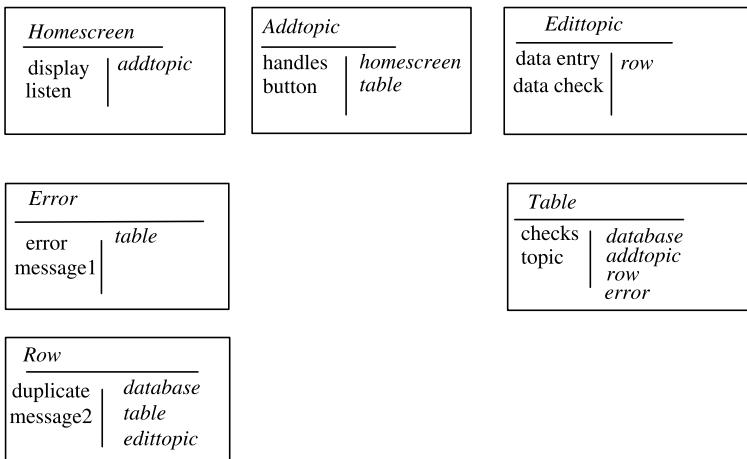 Homescreen
display
listen
addtopic
Addtopic
handles
button
homescreen
table
Edittopic
data entry
data check
row
Error
error
message1
table
Table
checks
topic
database
addtopic
row
error
Row
duplicate
message2
database
table
edittopic